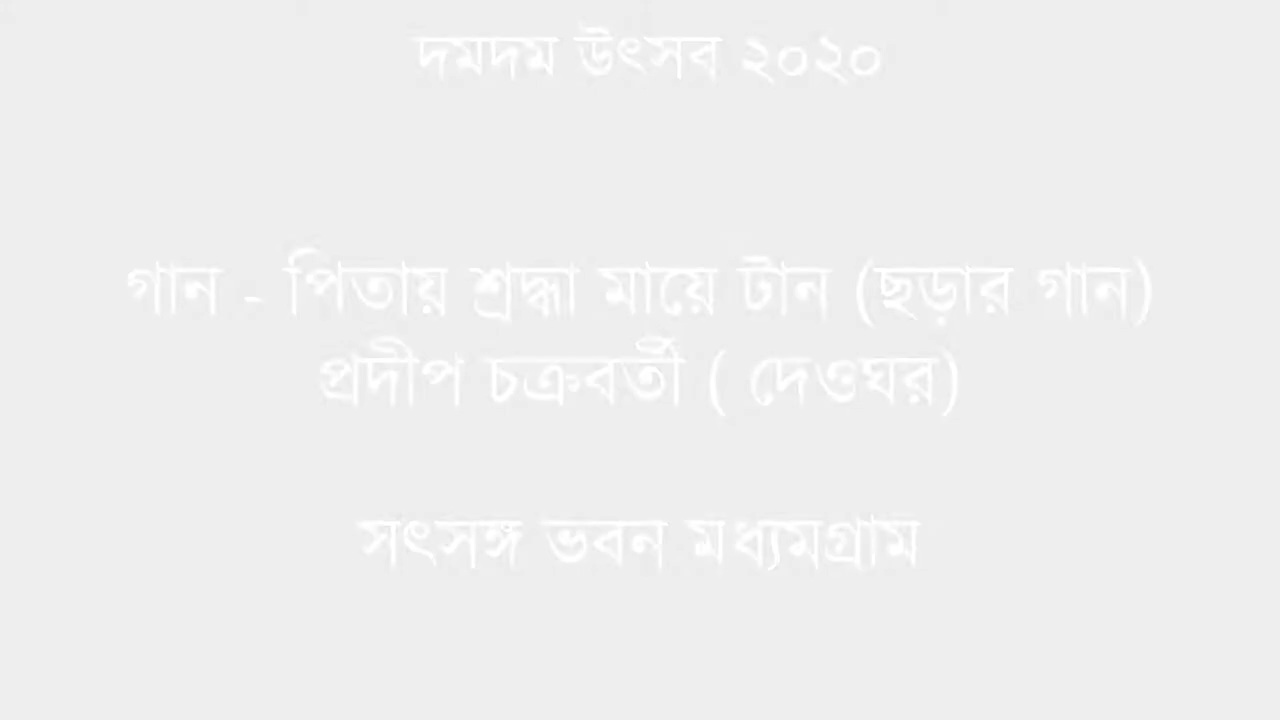 দমদম উৎসব ২০২০
গান - পিতায় শ্রদ্ধা মায়ে টান (ছড়ার গান)
প্রদীপ চক্রবর্তী ( দেওঘর)
সৎসঙ্গ ভবন মধ্যমগ্রাম